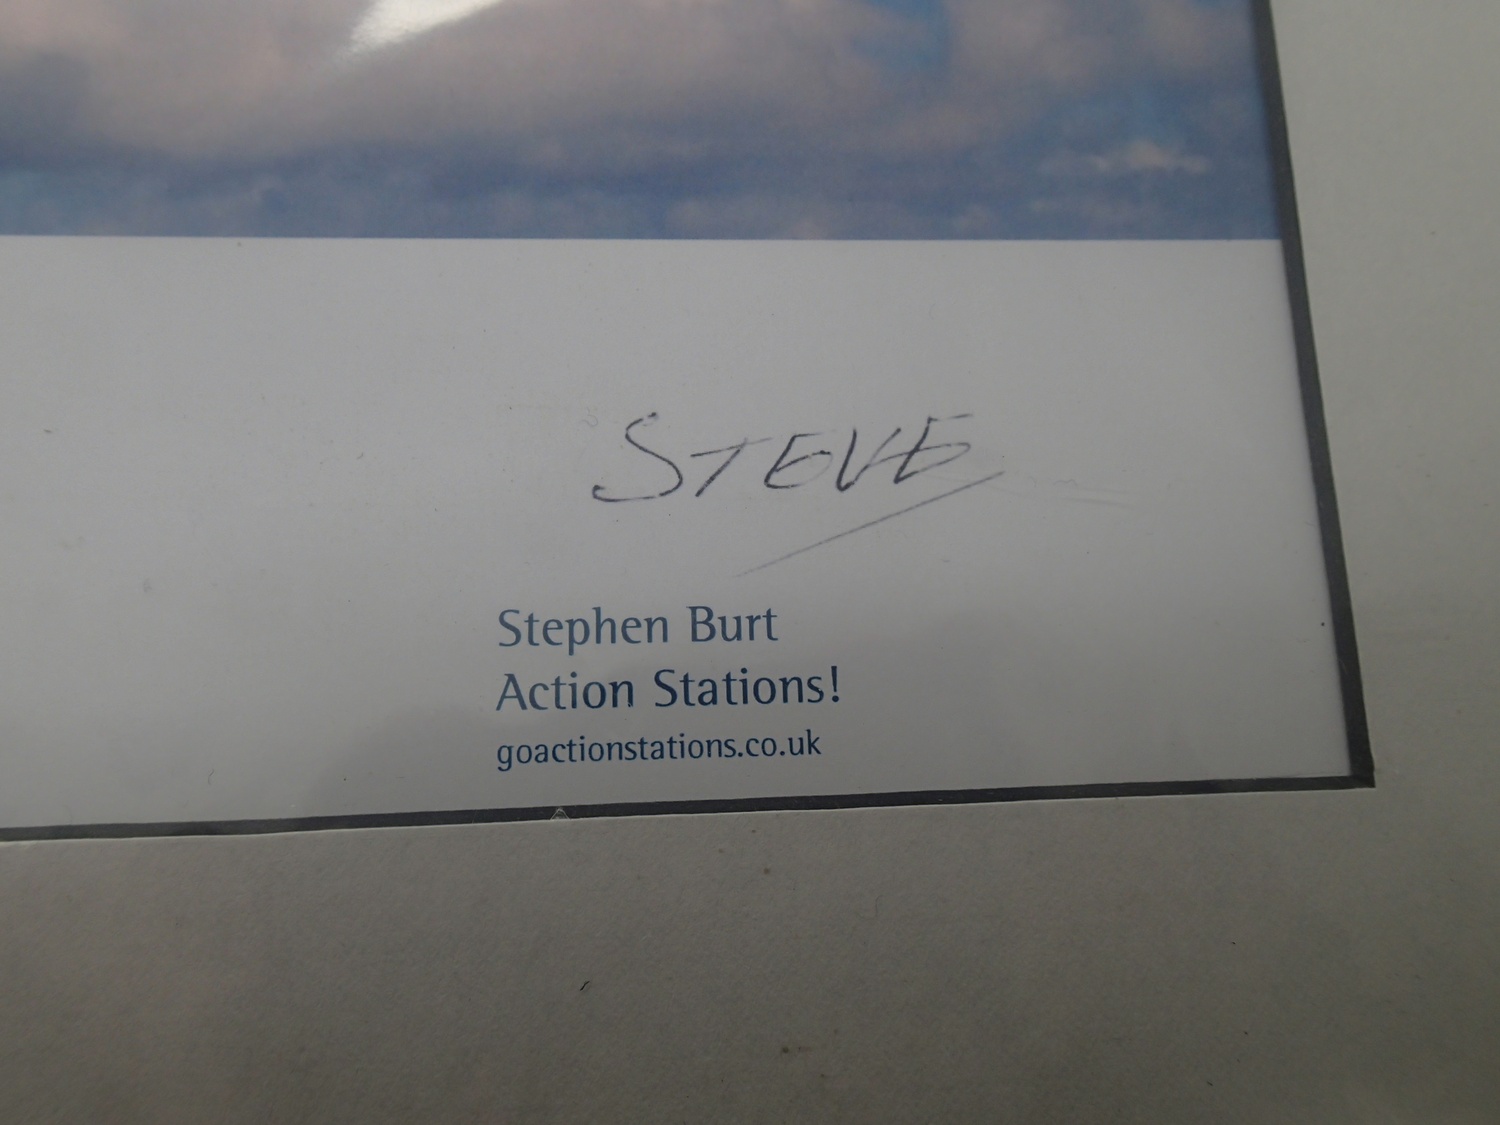 STEVE
Stephen Burt
Action Stations!
goactionstations.co.uk